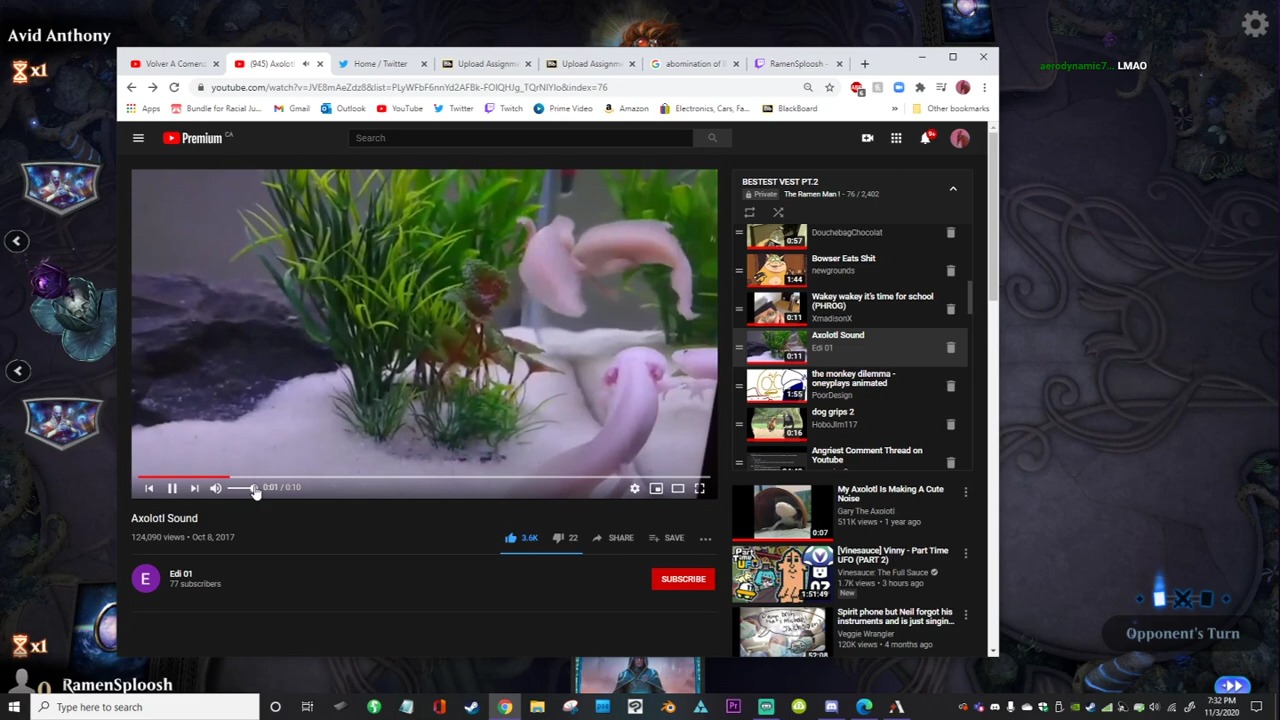 Avid Anthony
x1
aerodynamic7... LMAO
Volver A Comenz
(945) Axolotl
Home / Twitter
Upload Assignme
Upload Assignme
abomination of
RamenSploosh -
youtube.com/watch?v=JVE8mAeZdz8&list=PLyWFbF6nnYd2AFBk-FOIQHJg_TQrNIYIo&index=76
Apps
Bundle for Racial Ju...
Gmail
Outlook
YouTube
Twitter
Twitch
Prime Video
Amazon
Electronics, Cars, Fa...
BlackBoard
»
Other bookmarks
Premium CA
Search
9+
BESTEST VEST PT.2
Private The Ramen Man ! - 76 / 2,402
DouchebagChocolat
0:57
Bowser Eats Shit
newgrounds
1:44
Wakey wakey it's time for school
(PHROG)
XmadisonX
0:11
Axolotl Sound
Edi 01
0:11
the monkey dilemma -
oneyplays animated
PoorDesign
1:55
dog grips 2
HoboJim117
0:16
Angriest Comment Thread on
Youtube
0:01 / 0:10
Axolotl Sound
124,090 views • Oct 8, 2017
3.6K
22
SHARE
SAVE
E
Edi 01
77 subscribers
SUBSCRIBE
My Axolotl Is Making A Cute
Noise
Gary The Axolotl
511K views • 1 year ago
0:07
[Vinesauce] Vinny - Part Time
UFO (PART 2)
Vinesauce: The Full Sauce
1.7K views • 3 hours ago
New
1:51:49
Spirit phone but Neil forgot his
instruments and is just singin...
Veggie Wrangler
120K views • 4 months ago
52:08
Opponent's Turn
x1
0
RamenSploosh
Type here to search
7:32 PM
11/3/2020